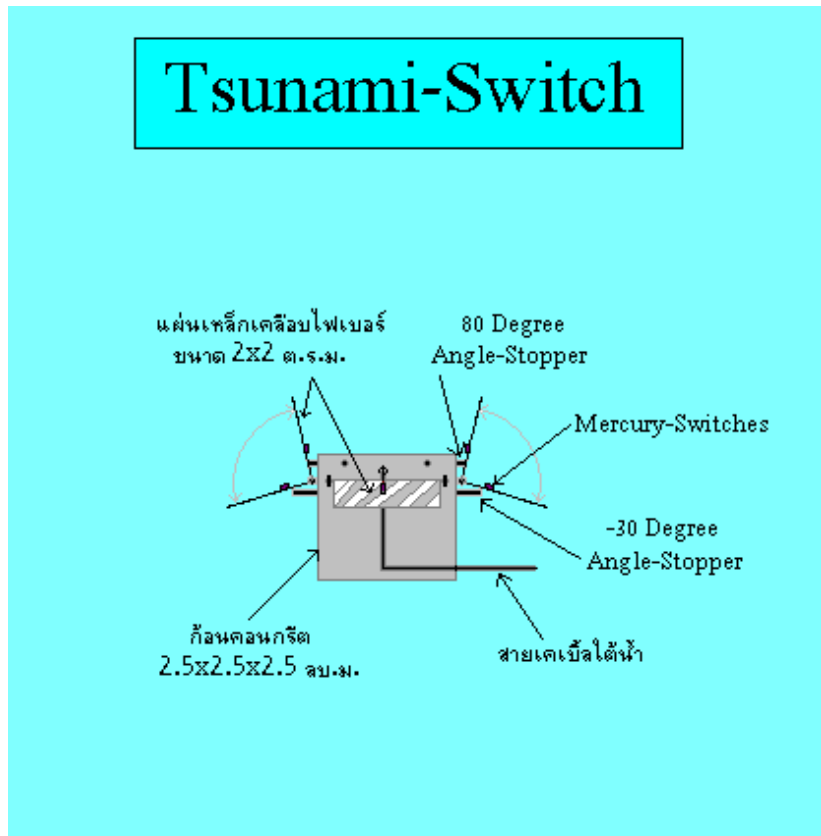 Tsunami-Switch
แผ่นเหล็กเคลือบไฟเบอร์
ขนาด 2x2 ต.ร.ม.
80 Degree
Angle-Stopper
Mercury-Switches
-30 Degree
Angle-Stopper
ก้อนคอนกรีต
2.5x2.5x2.5 ลบ.ม.
สายเคเบิ้ลใต้น้ำ